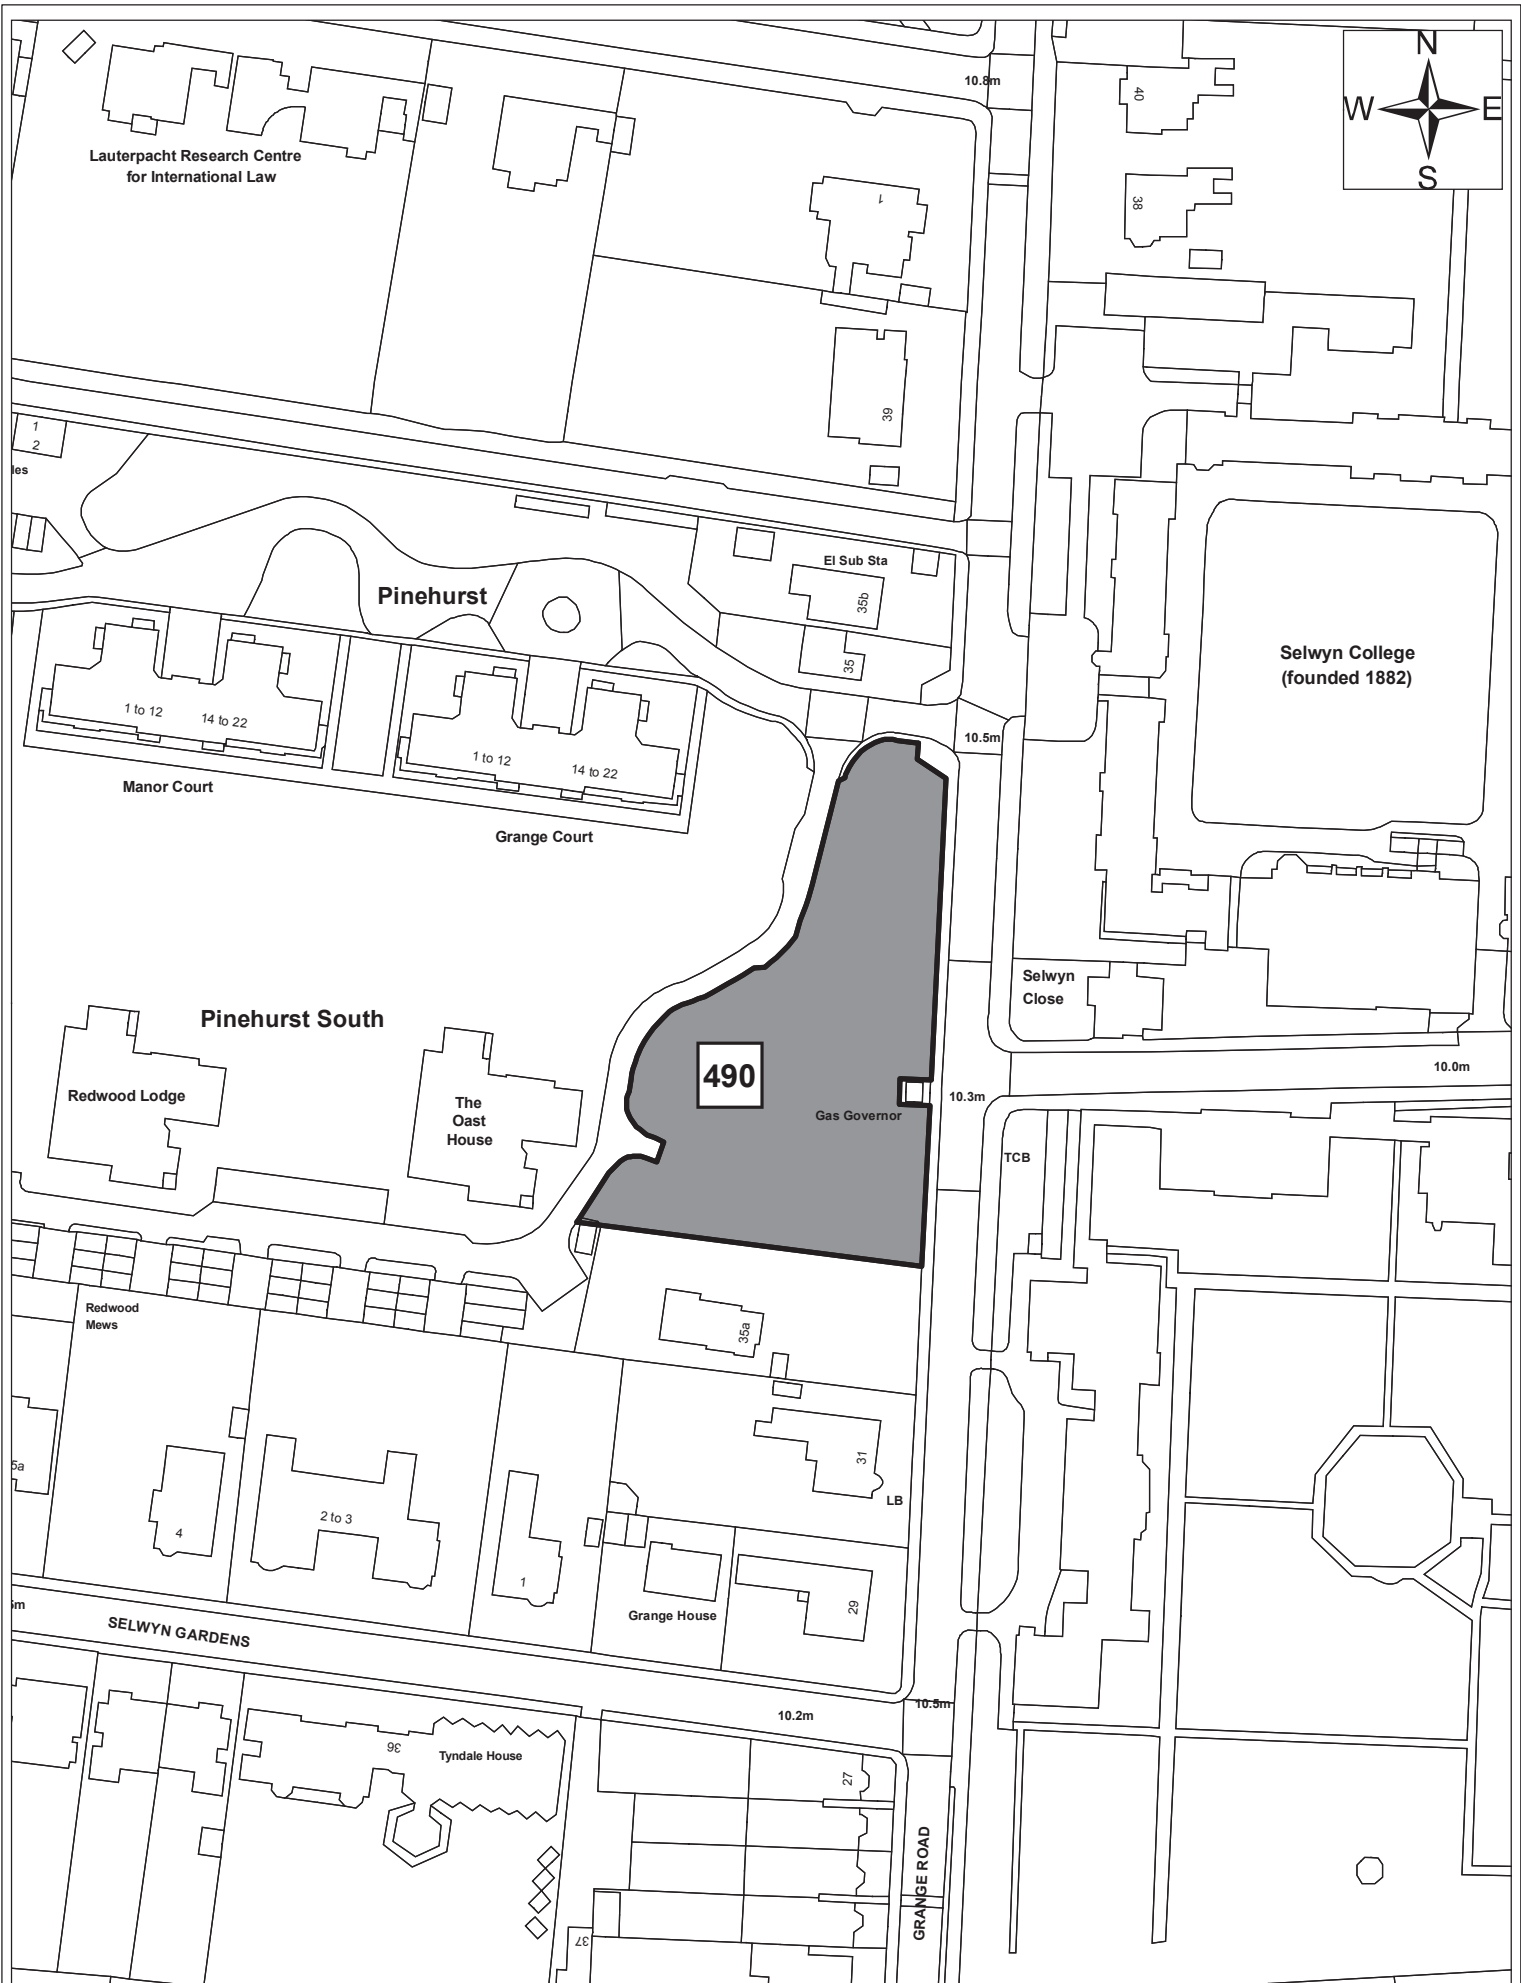 N
W
E
S
10.8m
40
Lauterpacht Research Centre
for International Law
1
38
39
1
2
les
El Sub Sta
Pinehurst
35b
35
Selwyn College
(founded 1882)
1 to 12
14 to 22
1 to 12
14 to 22
10.5m
Manor Court
Grange Court
Selwyn
Close
Pinehurst South
490
10.0m
Redwood Lodge
The
Oast
House
10.3m
Gas Governor
TCB
Redwood
Mews
35a
31
5a
LB
2 to 3
4
1
29
5m
Grange House
SELWYN GARDENS
10.5m
10.2m
36
Tyndale House
27
GRANGE ROAD
37